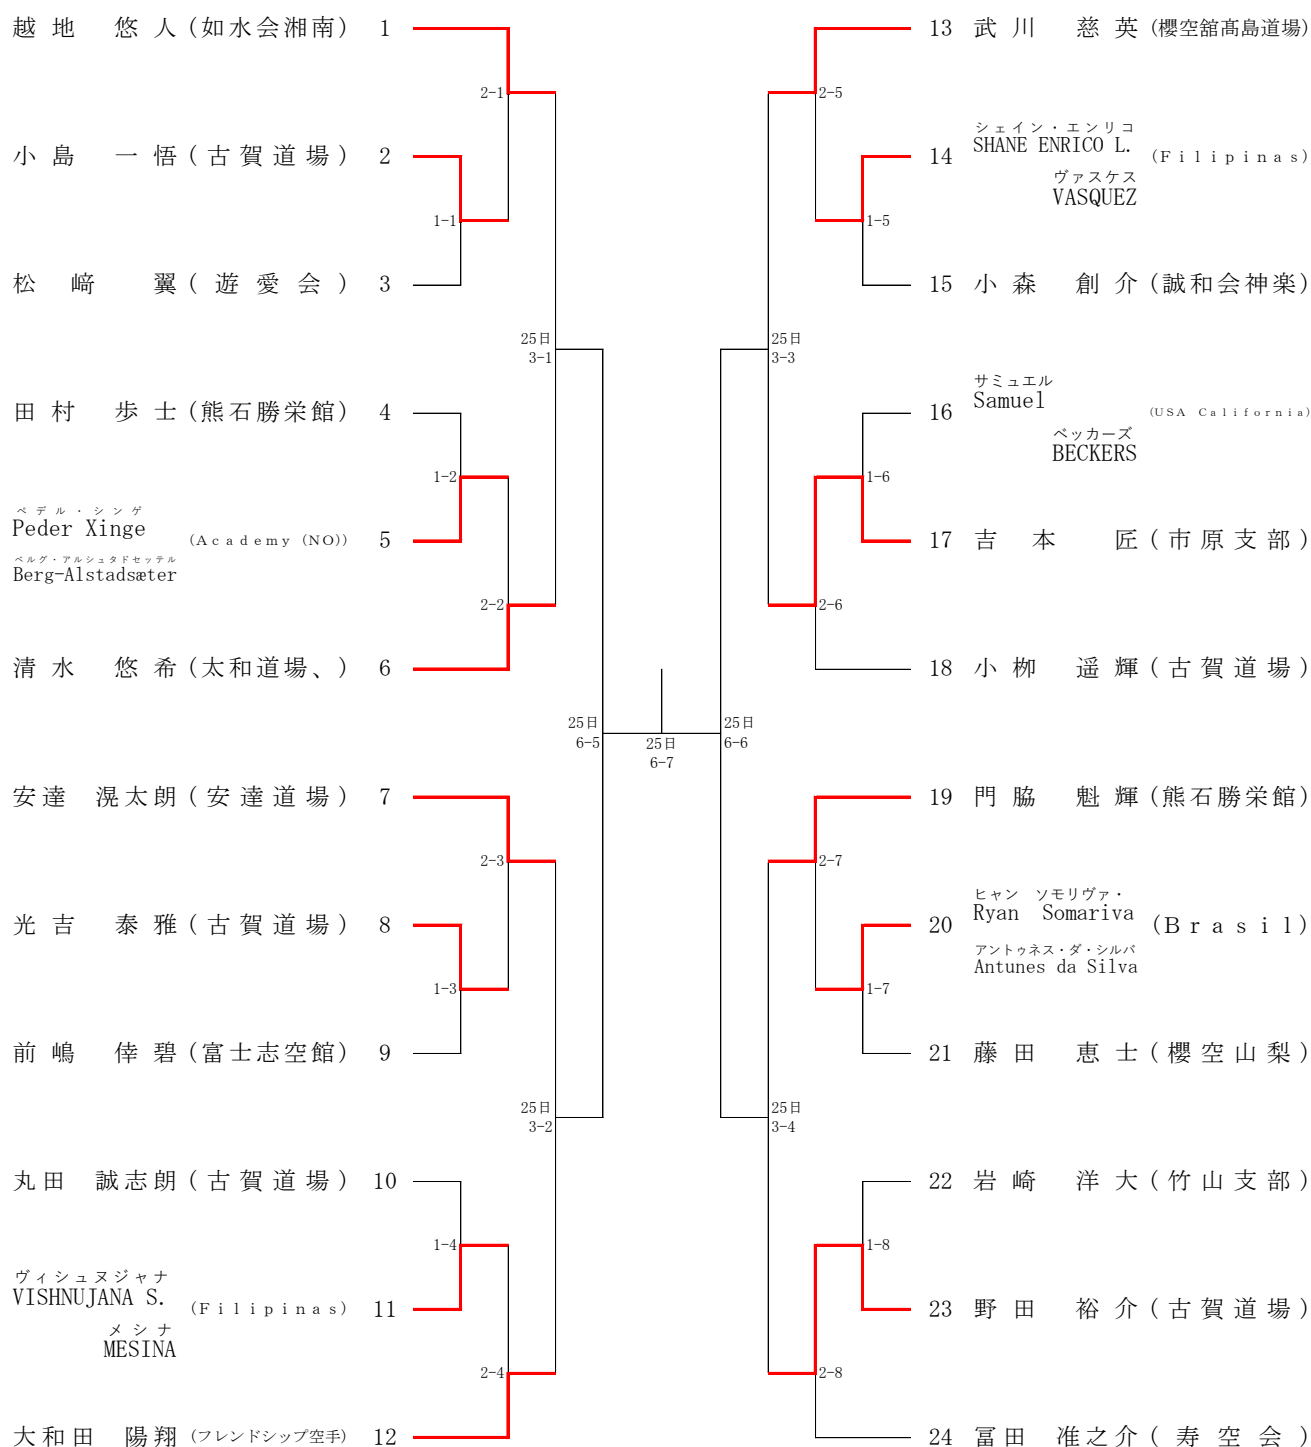 越地 悠人 (如水会湘南) 1
2-1
小島 一悟 (古賀道場) 2
1-1
松﨑 翼 (遊愛会) 3
25日
3-1
田村 歩士 (熊石勝栄館) 4
1-2
ペデル・シンゲ
Peder Xinge
(Academy (NO)) 5
ベルグ・アルシュタドセッテル
Berg-Alstadsæter
2-2
清水 悠希 (太和道場、) 6
25日
6-5
安達 滉太朗 (安達道場) 7
2-3
光吉 泰雅 (古賀道場) 8
1-3
前嶋 倖碧 (富士志空館) 9
25日
3-2
丸田 誠志朗 (古賀道場) 10
1-4
ヴィシュヌジャナ
VISHNUJANA S.
(Filipinas) 11
メシナ
MESINA
2-4
大和田 陽翔 (フレンドシップ空手) 12
25日
6-7
13 武川 慈英 (櫻空舘髙島道場)
2-5
シェイン・エンリコ
SHANE ENRICO L.
14 (Filipinas)
ヴァスケス
VASQUEZ
1-5
15 小森 創介 (誠和会神楽)
25日
3-3
サミュエル
Samuel
16 (USA California)
ベッカーズ
BECKERS
1-6
17 吉本 匠 (市原支部)
2-6
18 小栁 遥輝 (古賀道場)
25日
6-6
19 門脇 魁輝 (熊石勝栄館)
2-7
ヒャン ソモリヴァ・
Ryan Somariva
20 (Brasil)
アントゥネス・ダ・シルバ
Antunes da Silva
1-7
21 藤田 恵士 (櫻空山梨)
25日
3-4
22 岩崎 洋大 (竹山支部)
1-8
23 野田 裕介 (古賀道場)
2-8
24 冨田 准之介 (寿空会)